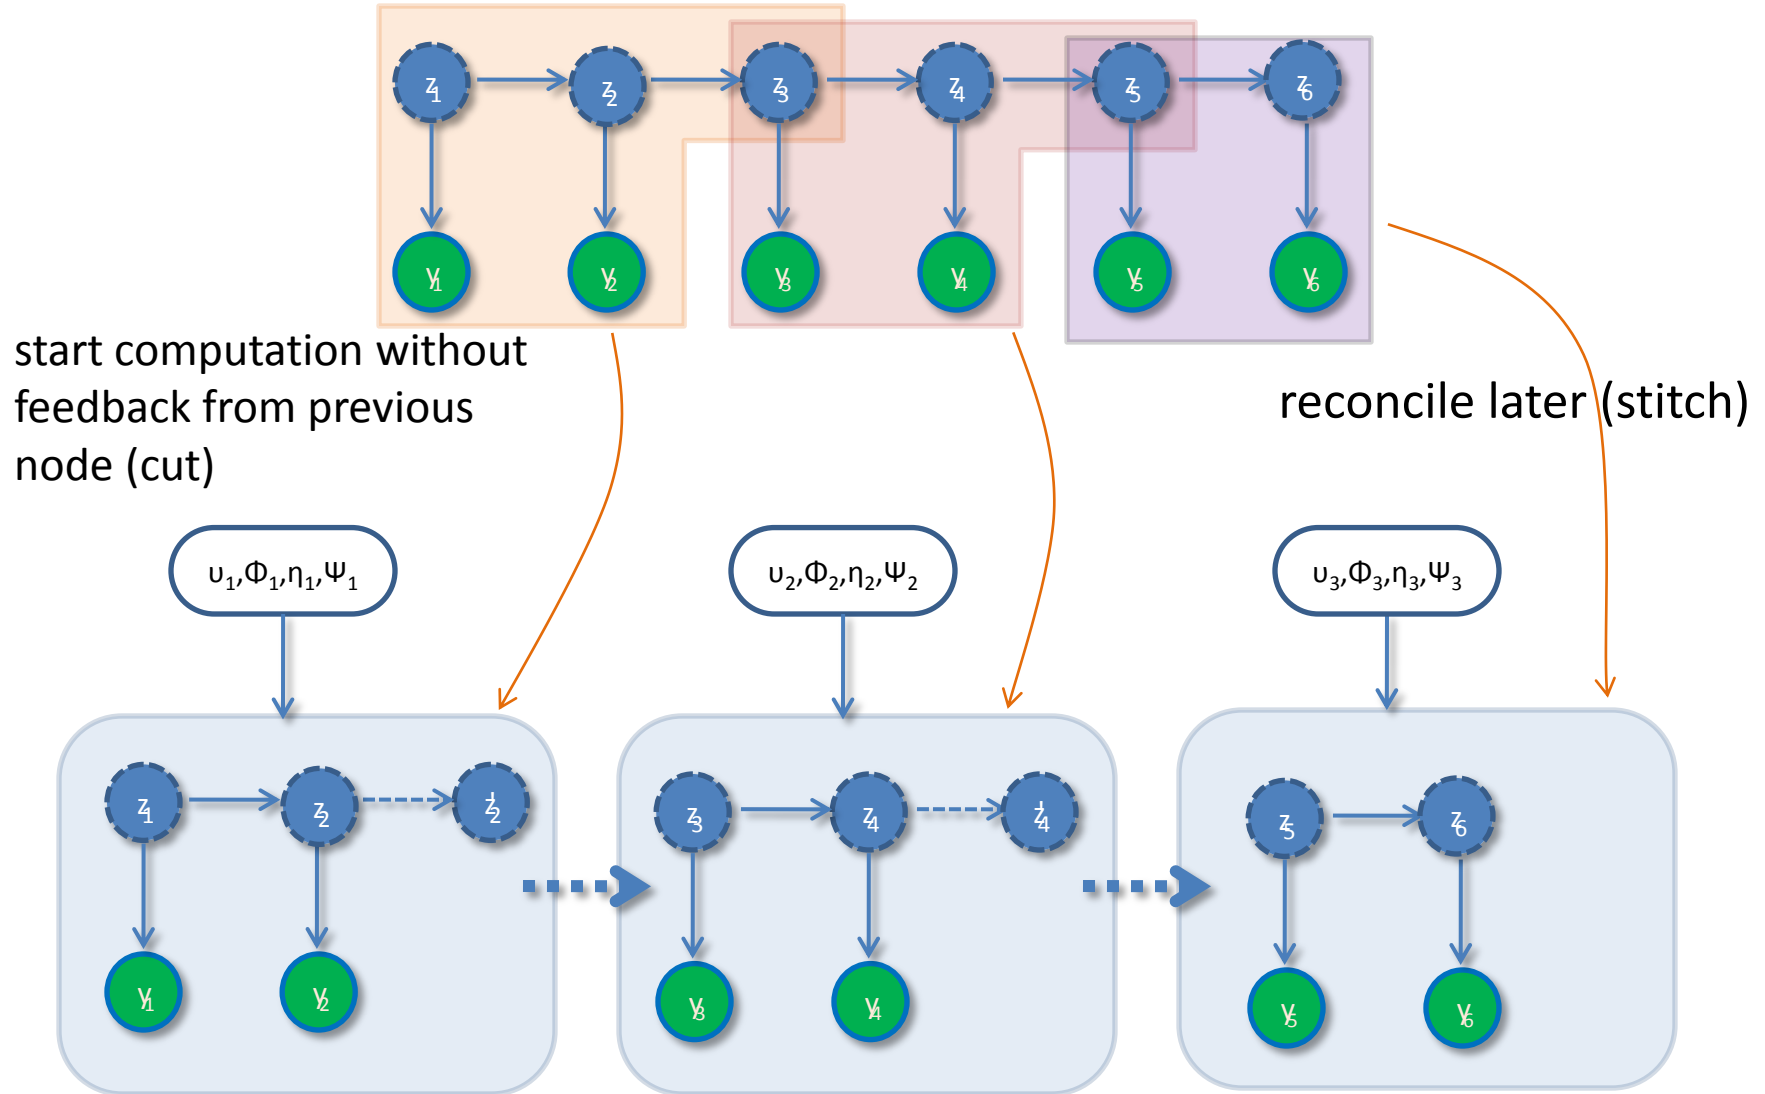 z1 z2 z3 z4 z5 z6
y1 y2 y3 y4 y5 y6
start computation without
feedback from previous
node (cut)
reconcile later (stitch)
υ1,Φ1,η1,Ψ1
υ2,Φ2,η2,Ψ2
υ3,Φ3,η3,Ψ3
z1 z2 z'2
y1 y2
z3 z4 z'4
y3 y4
z5 z6
y5 y6